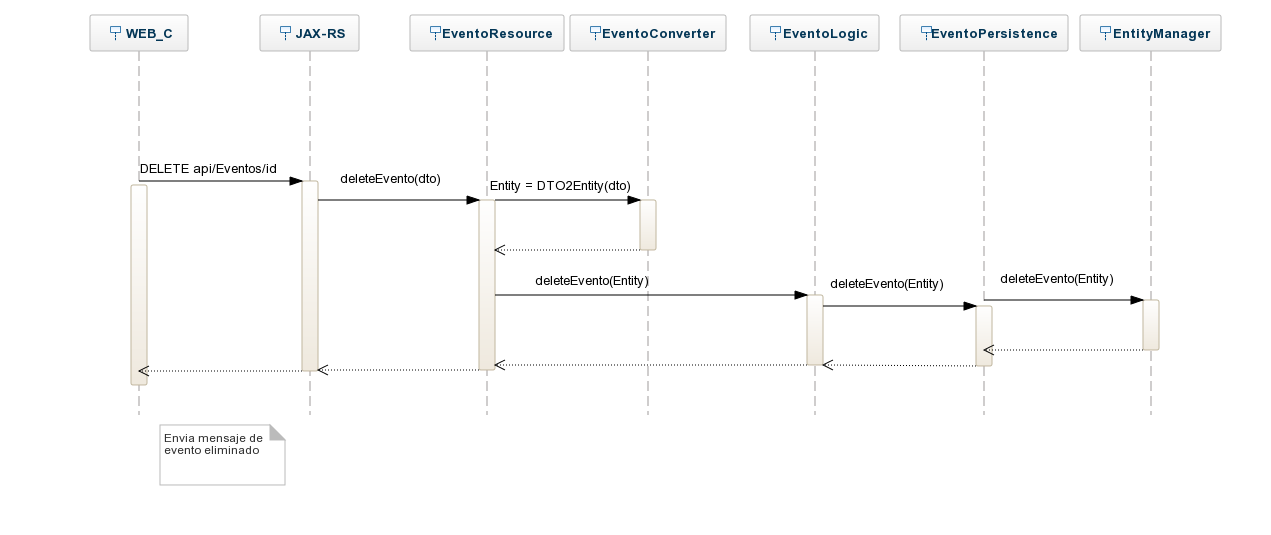 WEB_C
JAX-RS
EventoResource
EventoConverter
EventoLogic
EventoPersistence
EntityManager
DELETE api/Eventos/id
deleteEvento(dto)
Entity = DTO2Entity(dto)
deleteEvento(Entity)
deleteEvento(Entity)
deleteEvento(Entity)
Envia mensaje de
evento eliminado